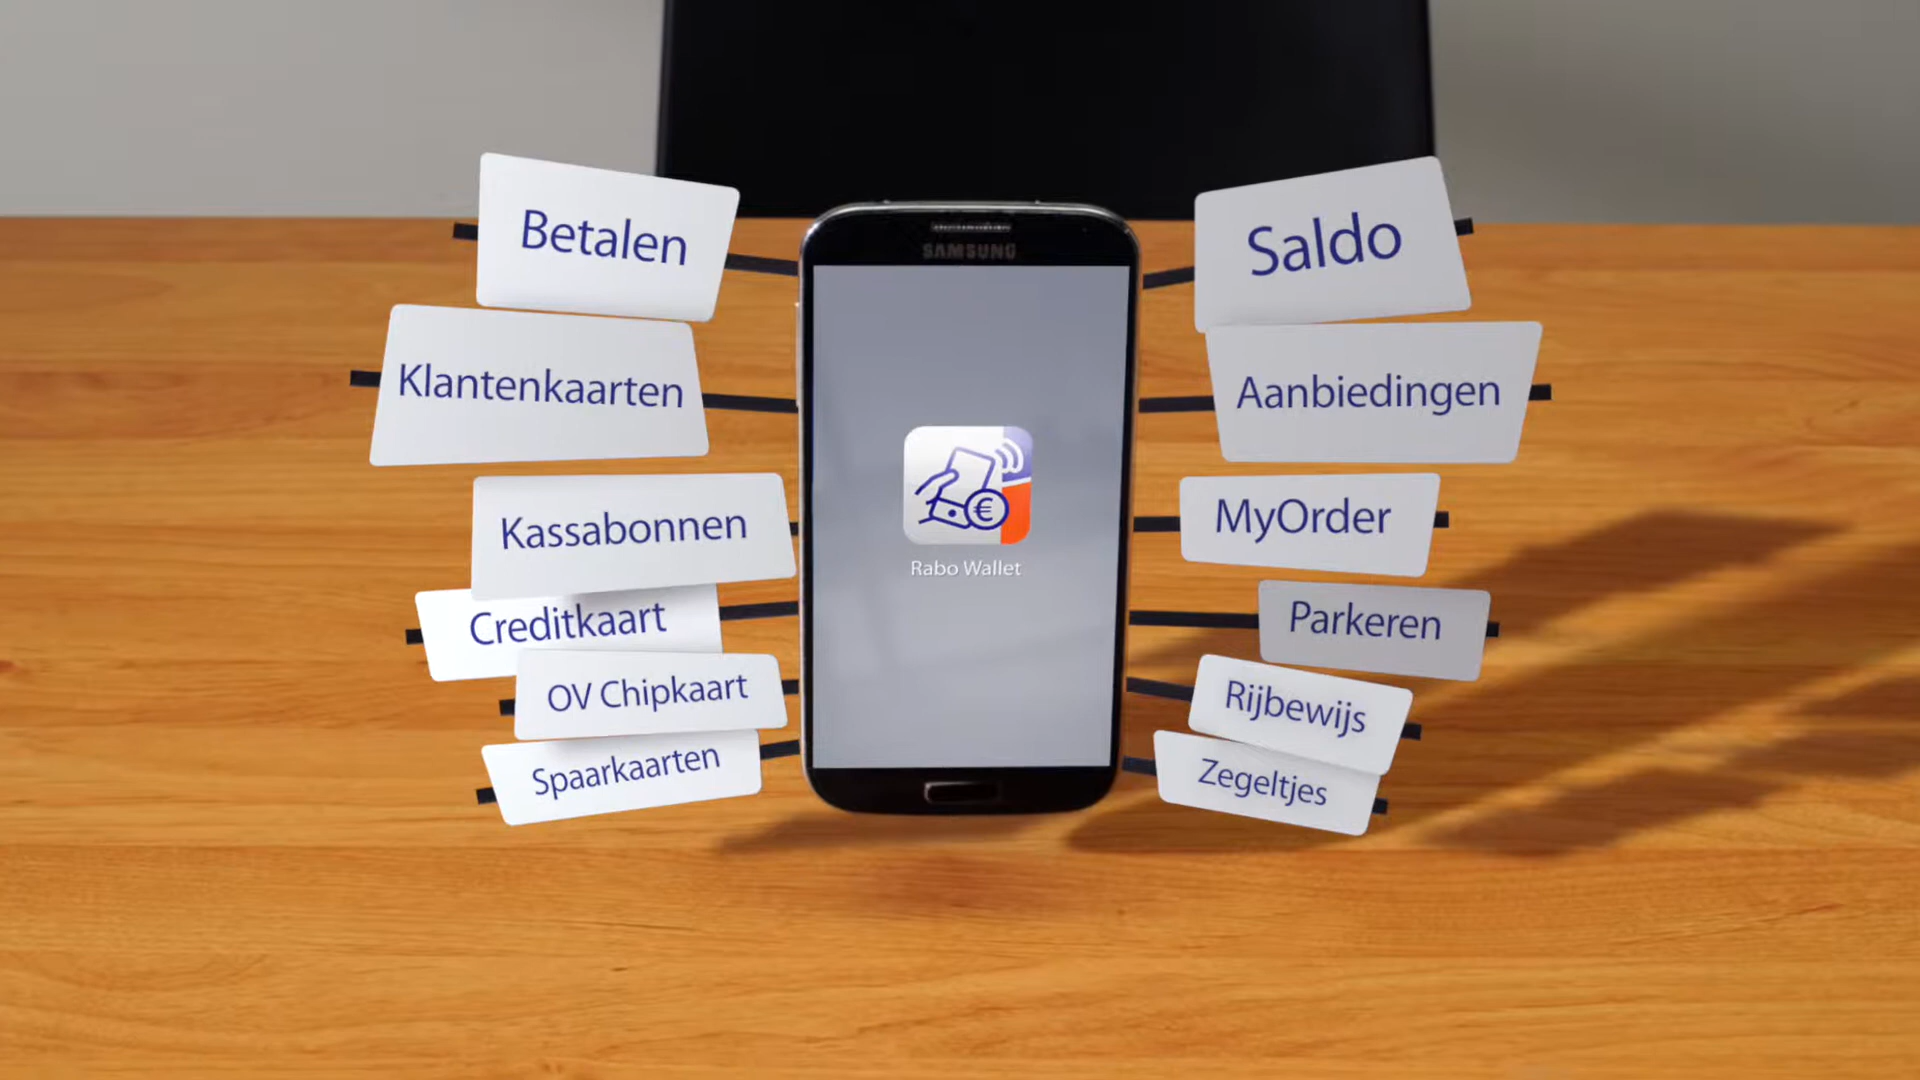 Betalen
Klantenkaarten
Kassabonnen
Creditkaart
OV Chipkaart
Spaarkaarten
SAMSUNG
€
Rabo Wallet
Saldo
Aanbiedingen
MyOrder
Parkeren
Rijbewijs
Zegeltjes